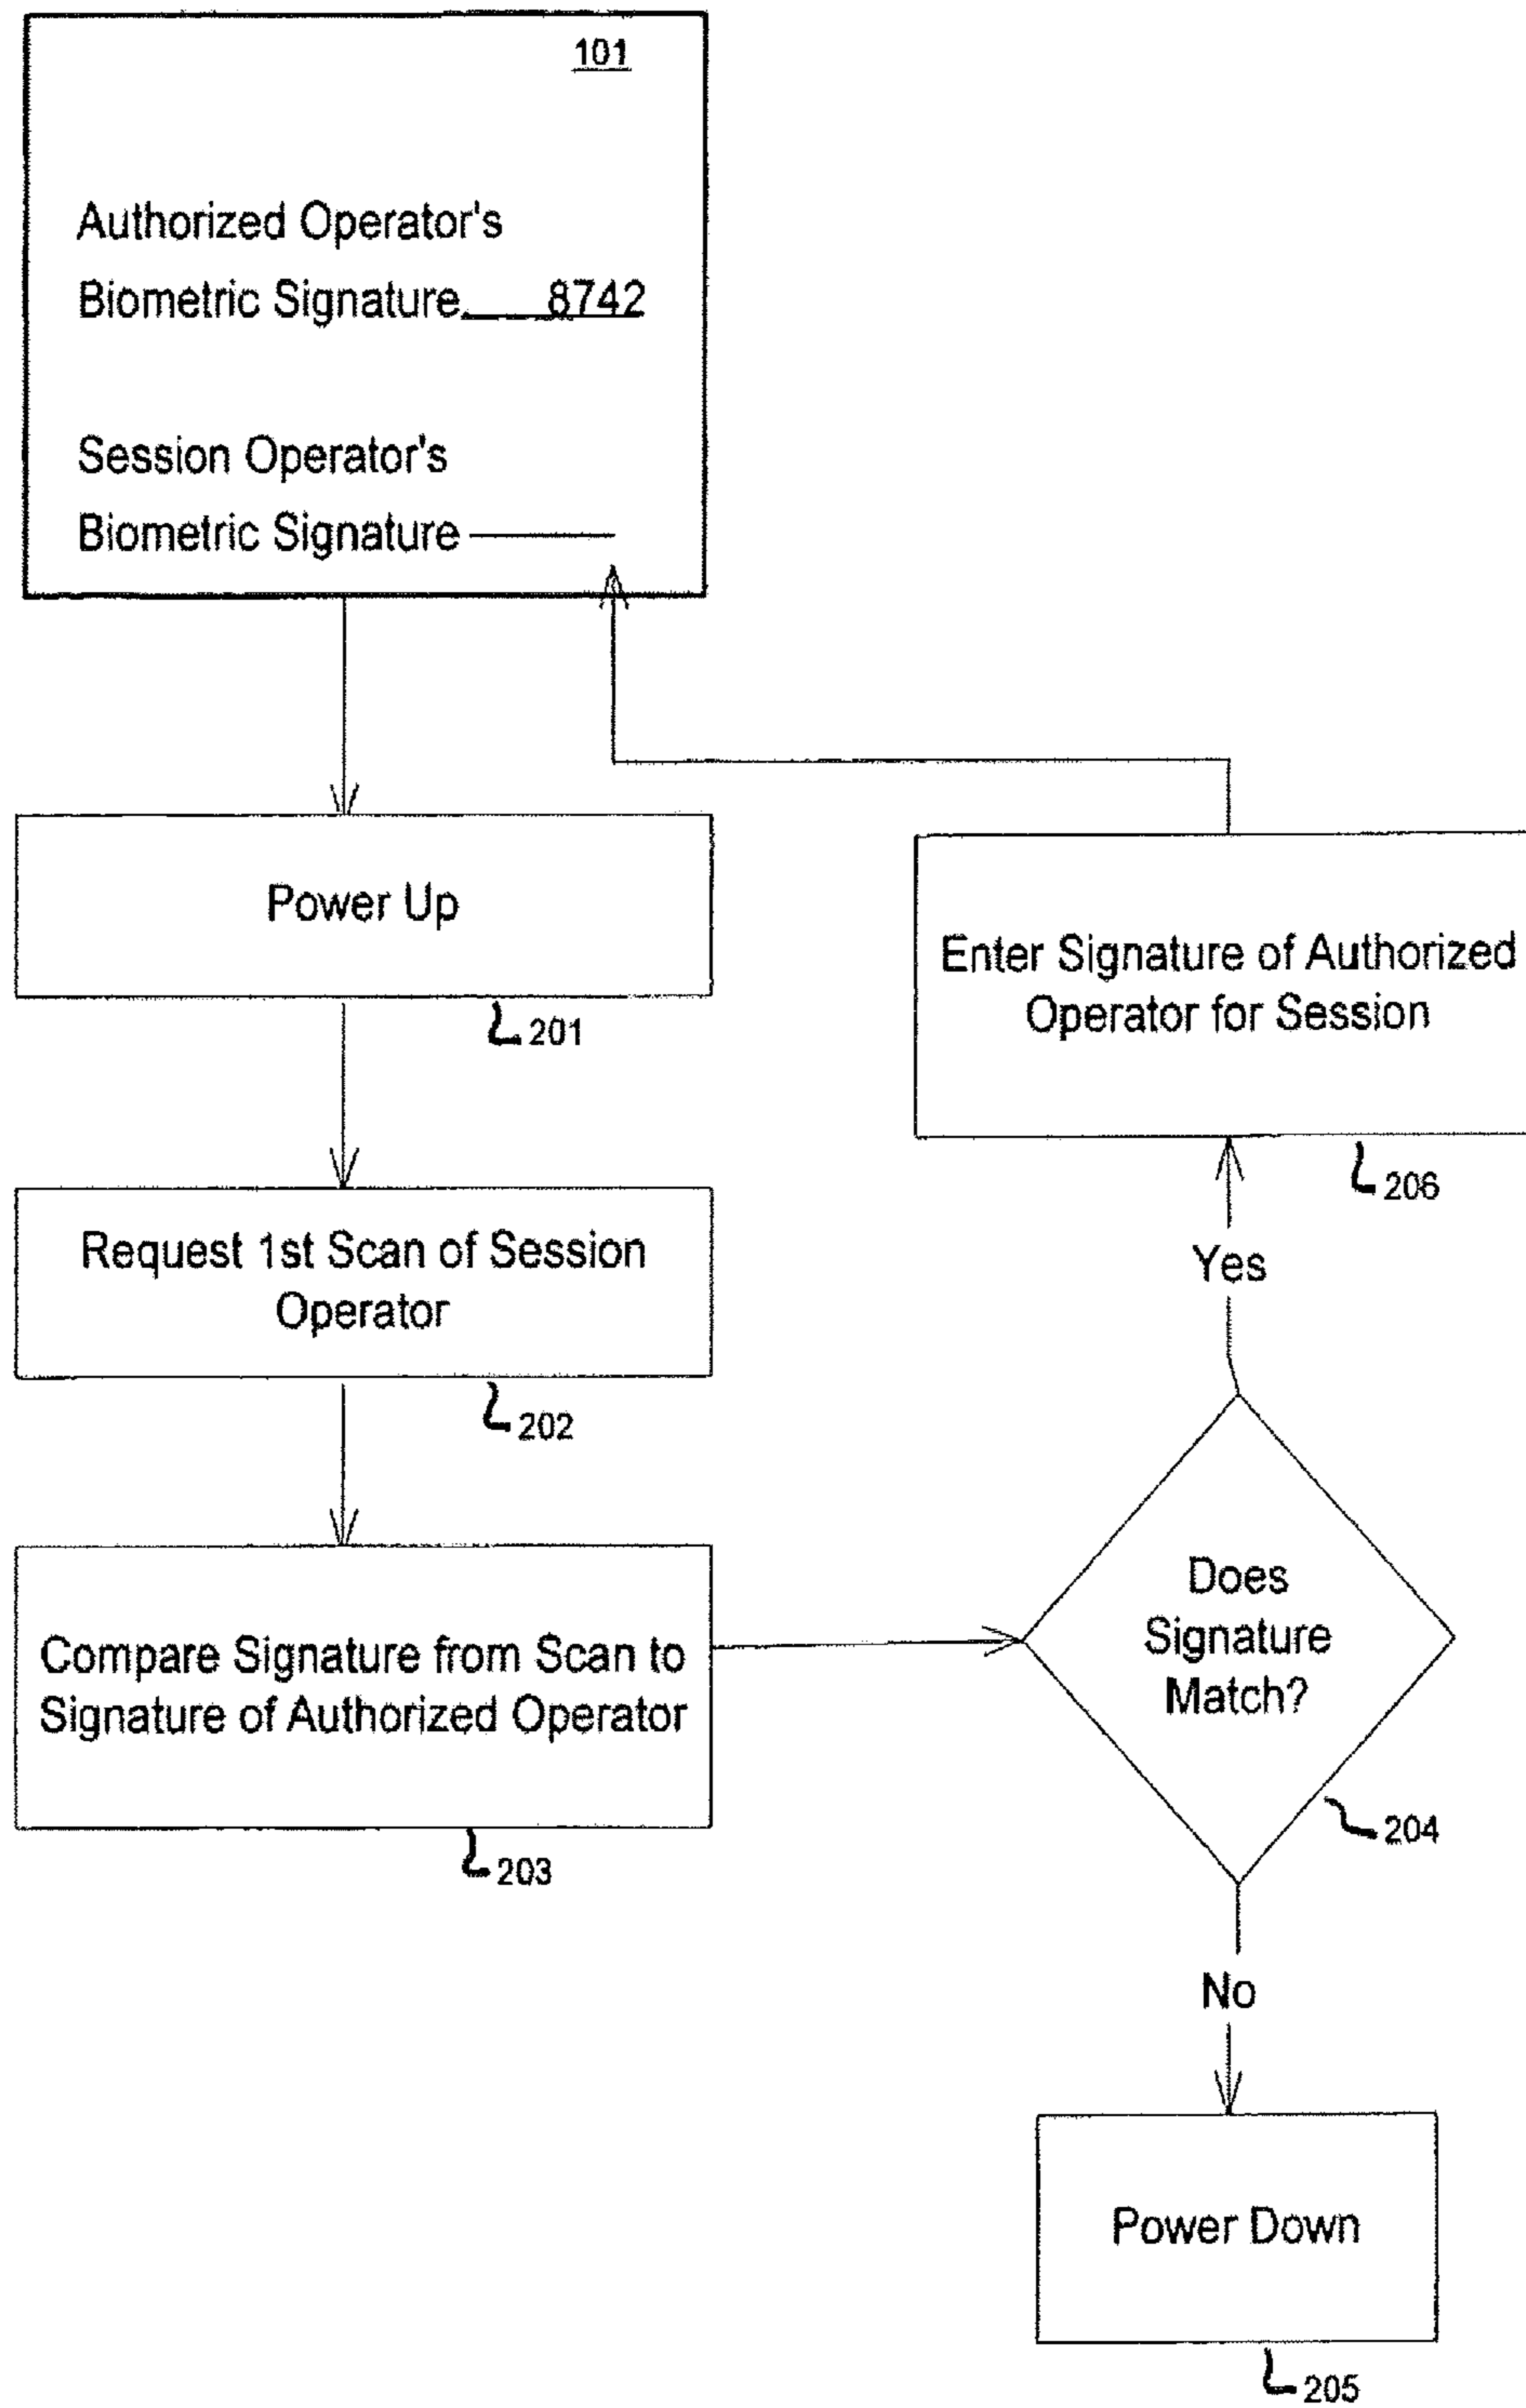 101
Authorized Operator's
Biometric Signature 8742
Session Operator's
Biometric Signature
Power Up
201
Request 1st Scan of Session
Operator
202
Compare Signature from Scan to
Signature of Authorized Operator
203
Does
Signature
Match?
204
Yes
Enter Signature of Authorized
Operator for Session
206
No
Power Down
205